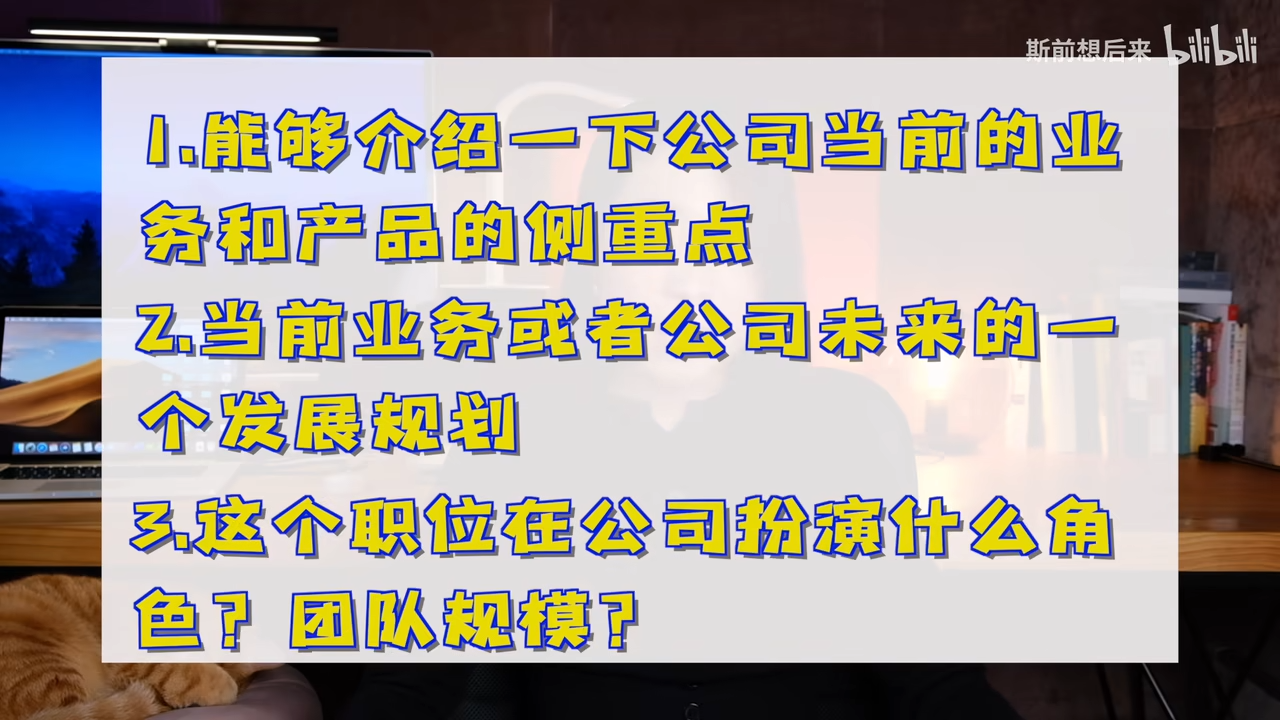 斯前想后来 bilibili
1.能够介绍一下公司当前的业
务和产品的侧重点
2.当前业务或者公司未来的一
个发展规划
3.这个职位在公司扮演什么角
色？团队规模？